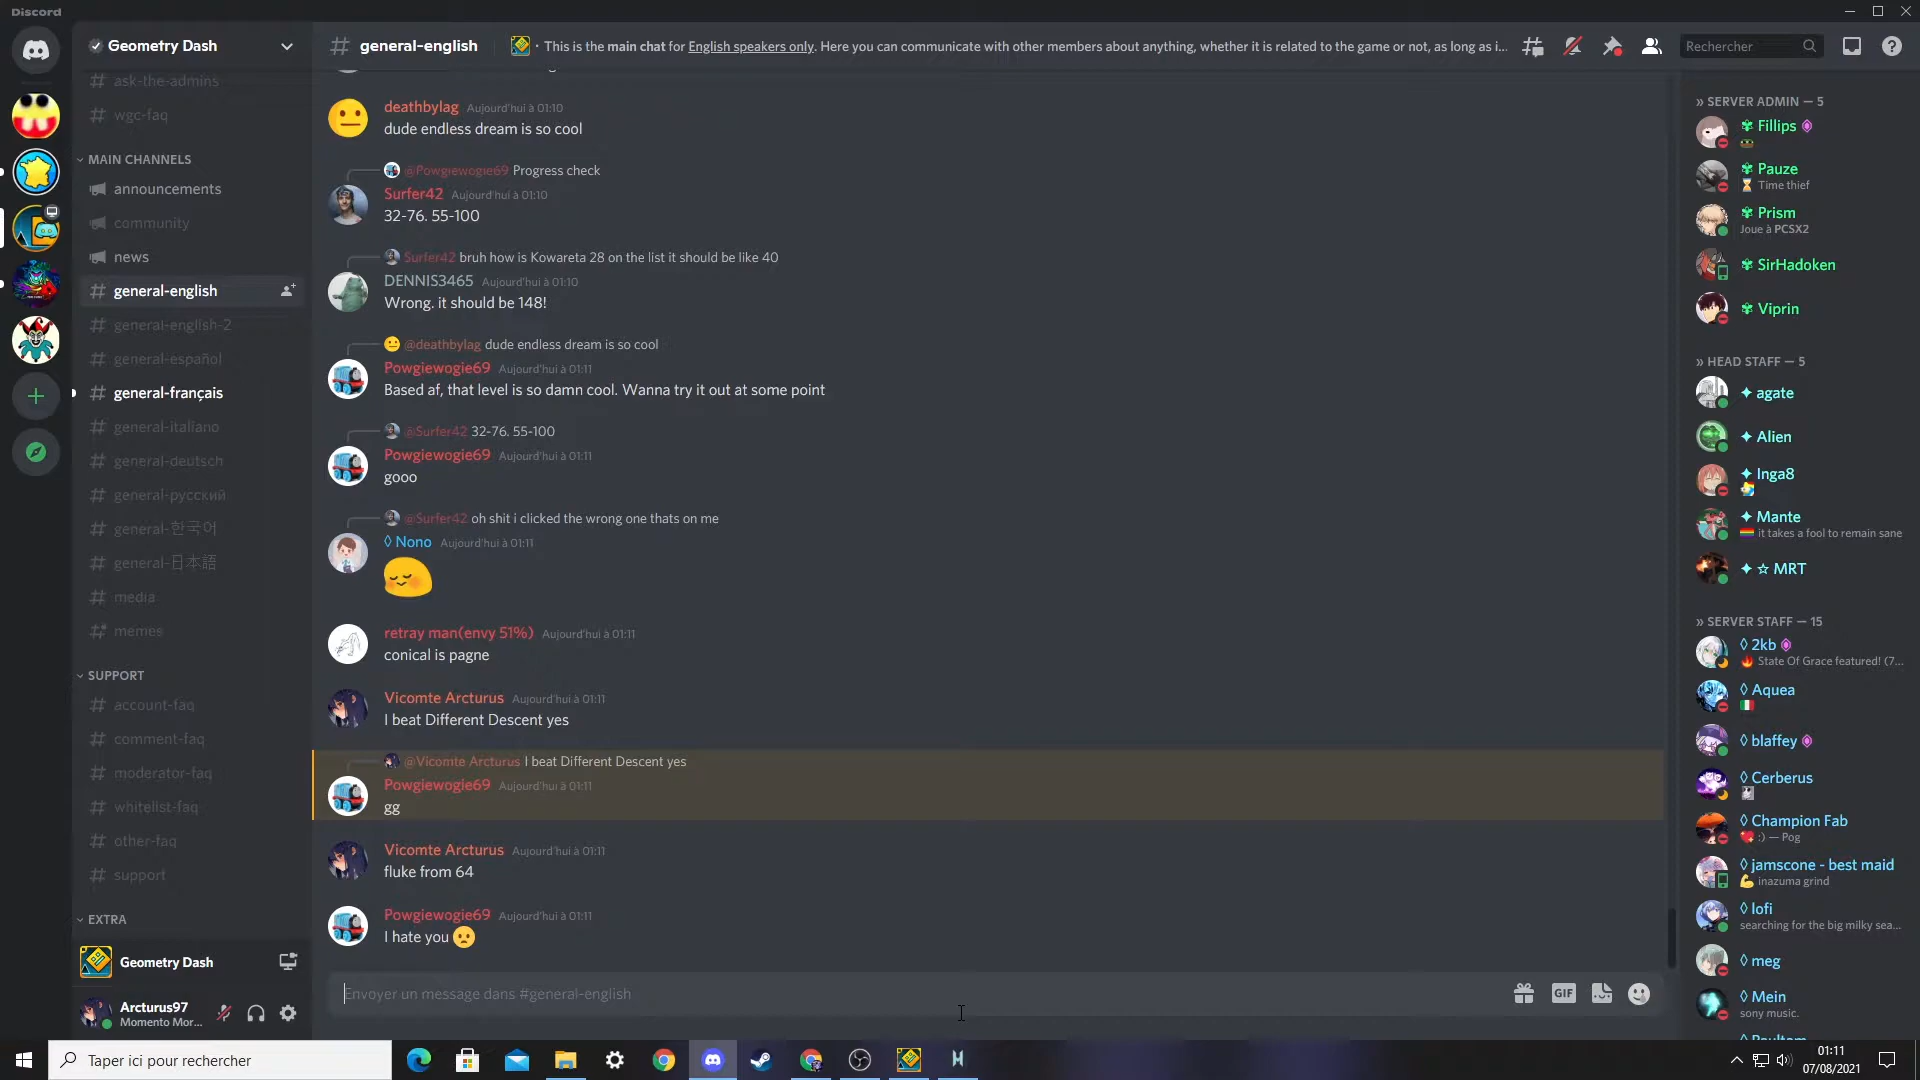 Discord
Geometry Dash
ask-the-admins
wgc-faq
MAIN CHANNELS
announcements
community
news
general-english
general-english-2
general-español
general-français
general-italiano
general-deutsch
general-русский
general-한국어
general-日本語
media
memes
SUPPORT
account-faq
comment-faq
moderator-faq
whitelist-faq
other-faq
support
EXTRA
Geometry Dash
Arcturus97
Momento Mor...
general-english
· This is the main chat for English speakers only. Here you can communicate with other members about anything, whether it is related to the game or not, as long as i...
Rechercher
deathbylag Aujourd'hui à 01:10
dude endless dream is so cool
@Powgiewogie69 Progress check
Surfer42 Aujourd'hui à 01:10
32-76. 55-100
Surfer42 bruh how is Kowareta 28 on the list it should be like 40
DENNIS3465 Aujourd'hui à 01:10
Wrong. it should be 148!
@deathbylag dude endless dream is so cool
Powgiewogie69 Aujourd'hui à 01:11
Based af, that level is so damn cool. Wanna try it out at some point
@Surfer42 32-76. 55-100
Powgiewogie69 Aujourd'hui à 01:11
gooo
@Surfer42 oh shit i clicked the wrong one thats on me
◊ Nono Aujourd'hui à 01:11
retray man(envy 51%) Aujourd'hui à 01:11
conical is pagne
Vicomte Arcturus Aujourd'hui à 01:11
I beat Different Descent yes
@Vicomte Arcturus I beat Different Descent yes
Powgiewogie69 Aujourd'hui à 01:11
gg
Vicomte Arcturus Aujourd'hui à 01:11
fluke from 64
Powgiewogie69 Aujourd'hui à 01:11
I hate you 😦
Envoyer un message dans #general-english
GIF
» SERVER ADMIN — 5
✾ Fillips
✾ Pauze
⌛ Time thief
✾ Prism
Joue à PCSX2
✾ SirHadoken
✾ Viprin
» HEAD STAFF — 5
✦ agate
✦ Alien
✦ Inga8
✦ Mante
it takes a fool to remain sane
✦ ☆ MRT
» SERVER STAFF — 15
◊ 2kb
🔥 State Of Grace featured! (7...
◊ Aquea
◊ blaffey
◊ Cerberus
◊ Champion Fab
💖 :) — Pog
◊ jamscone - best maid
💪 inazuma grind
◊ lofi
searching for the big milky sea...
◊ meg
◊ Mein
sony music.
Taper ici pour rechercher
01:11
07/08/2021